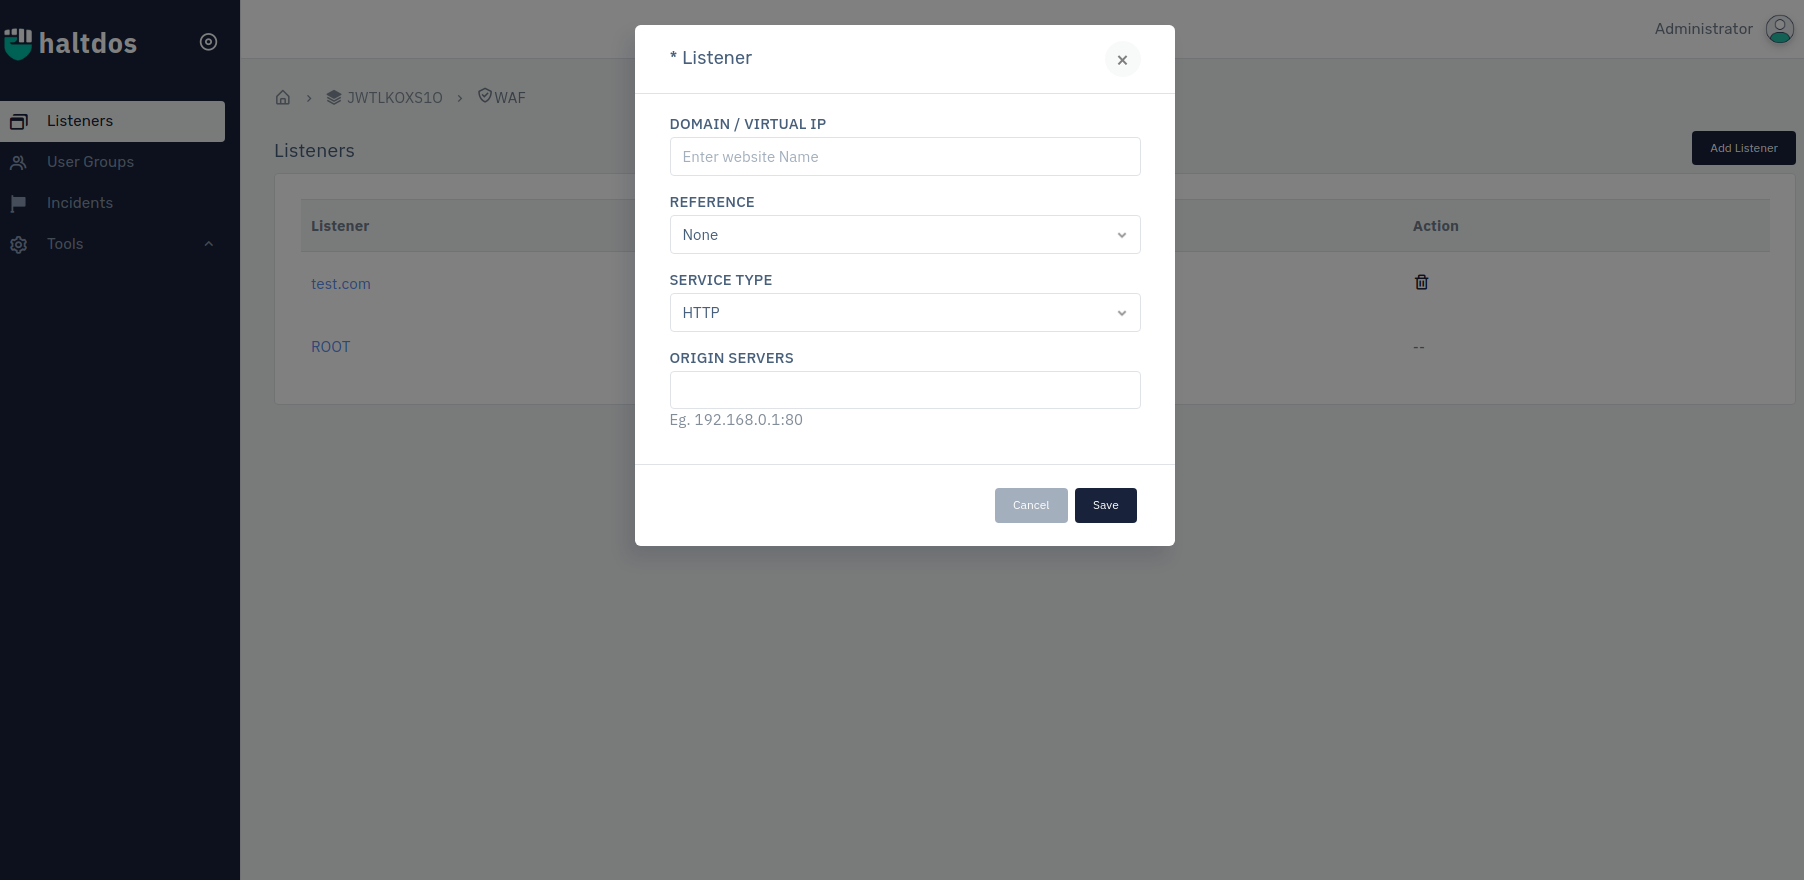 haltdos
Administrator
Listeners
User Groups
Incidents
Tools
JWTLKOXS1O
WAF
Listeners
Add Listener
Listener
Action
test.com
ROOT
--
* Listener
×
DOMAIN / VIRTUAL IP
Enter website Name
REFERENCE
None
SERVICE TYPE
HTTP
ORIGIN SERVERS
Eg. 192.168.0.1:80
Cancel
Save